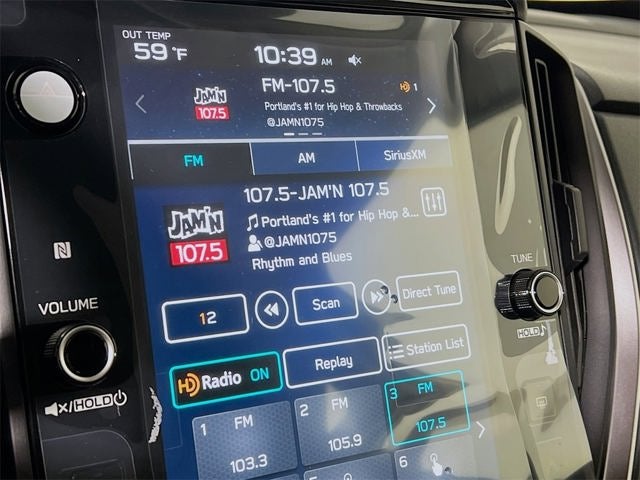 OUT TEMP
59 °F
10:39 AM
FM-107.5
HD 1
JAM'N
107.5
Portland's #1 for Hip Hop & Throwbacks
@JAMN1075
FM
AM
SiriusXM
107.5-JAM'N 107.5
JAM'N
107.5
Portland's #1 for Hip Hop &...
@JAMN1075
Rhythm and Blues
N
VOLUME
TUNE
12
Scan
Direct Tune
HOLD
HD Radio ON
Replay
Station List
HOLD
1 FM
103.3
2 FM
105.9
3 FM
107.5
6